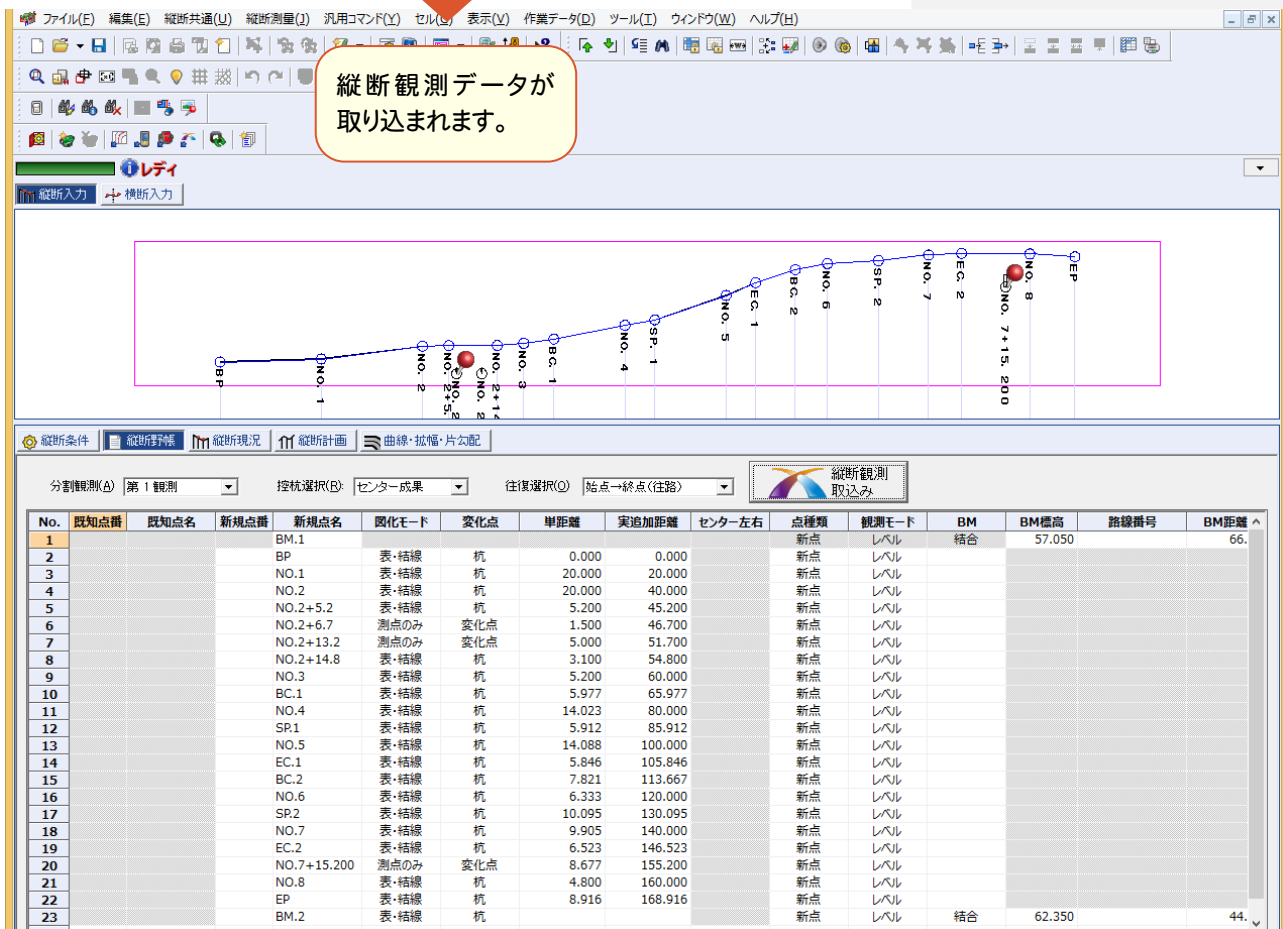 ファイル(F) 編集(E) 縦断共通(U) 縦断測量(J) 汎用コマンド(Y) セル(C) 表示(V) 作業データ(D) ツール(T) ウィンドウ(W) ヘルプ(H)
縦断観測データが
取り込まれます。
レディ
縦断入力 横断入力
BP
NO. 1
NO. 2
NO. 2+5.
NO. 2
NO. 2
NO. 2+14
NO. 3
BC. 1
NO. 4
SP. 1
NO. 5
EC. 1
BC. 2
NO. 6
SP. 2
NO. 7
EC. 2
NO. 7+15. 200
NO. 8
EP
縦断条件 縦断野帳 縦断現況 縦断計画 曲線・拡幅・片勾配
分割観測(A) 第1観測 控杭選択(R): センター成果 往復選択(O) 始点→終点(往路) 縦断観測
取込み
No. 既知点番 既知点名 新規点番 新規点名 図化モード 変化点 単距離 実追加距離 センター左右 点種類 観測モード BM BM標高 路線番号 BM距離
1 BM.1 新点 レベル 結合 57.050 66.
2 BP 表・結線 杭 0.000 0.000 新点 レベル
3 NO.1 表・結線 杭 20.000 20.000 新点 レベル
4 NO.2 表・結線 杭 20.000 40.000 新点 レベル
5 NO.2+5.2 表・結線 杭 5.200 45.200 新点 レベル
6 NO.2+6.7 測点のみ 変化点 1.500 46.700 新点 レベル
7 NO.2+13.2 測点のみ 変化点 5.000 51.700 新点 レベル
8 NO.2+14.8 表・結線 杭 3.100 54.800 新点 レベル
9 NO.3 表・結線 杭 5.200 60.000 新点 レベル
10 BC.1 表・結線 杭 5.977 65.977 新点 レベル
11 NO.4 表・結線 杭 14.023 80.000 新点 レベル
12 SP.1 表・結線 杭 5.912 85.912 新点 レベル
13 NO.5 表・結線 杭 14.088 100.000 新点 レベル
14 EC.1 表・結線 杭 5.846 105.846 新点 レベル
15 BC.2 表・結線 杭 7.821 113.667 新点 レベル
16 NO.6 表・結線 杭 6.333 120.000 新点 レベル
17 SP.2 表・結線 杭 10.095 130.095 新点 レベル
18 NO.7 表・結線 杭 9.905 140.000 新点 レベル
19 EC.2 表・結線 杭 6.523 146.523 新点 レベル
20 NO.7+15.200 測点のみ 変化点 8.677 155.200 新点 レベル
21 NO.8 表・結線 杭 4.800 160.000 新点 レベル
22 EP 表・結線 杭 8.916 168.916 新点 レベル
23 BM.2 表・結線 杭 新点 レベル 結合 62.350 44.